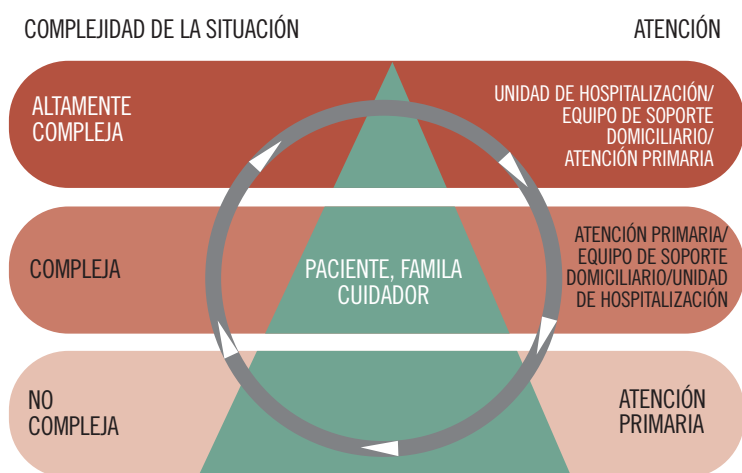 COMPLEJIDAD DE LA SITUACIÓN
ATENCIÓN
ALTAMENTE
COMPLEJA
UNIDAD DE HOSPITALIZACIÓN/
EQUIPO DE SOPORTE
DOMICILIARIO/
ATENCIÓN PRIMARIA
COMPLEJA
PACIENTE, FAMILA
CUIDADOR
ATENCIÓN PRIMARIA/
EQUIPO DE SOPORTE
DOMICILIARIO/UNIDAD
DE HOSPITALIZACIÓN
NO
COMPLEJA
ATENCIÓN
PRIMARIA